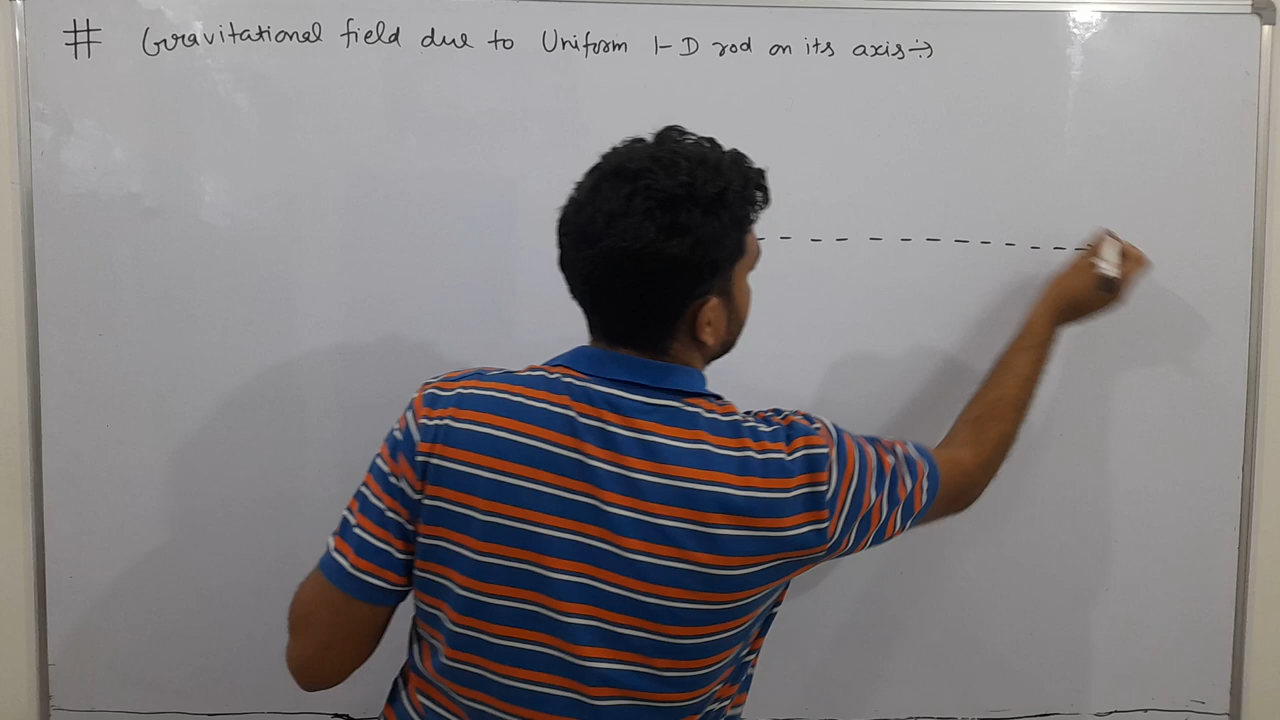 # Gravitational field due to Uniform 1-D rod on its axis :→